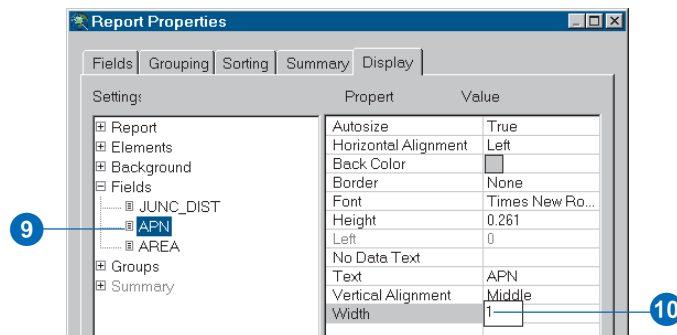 Report Properties
Fields Grouping Sorting Summary Display
Settings Propert Value
Report
Elements
Background
Fields
JUNC_DIST
APN
AREA
Groups
Summary
Autosize True
Horizontal Alignment Left
Back Color
Border None
Font Times New Ro...
Height 0.261
Left 0
No Data Text
Text APN
Vertical Alignment Middle
Width 1
9
10